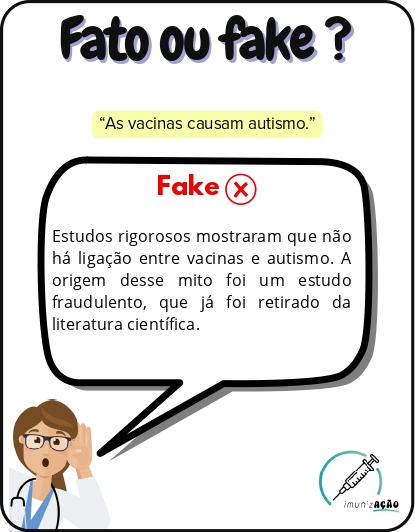 Fato ou fake ?
“As vacinas causam autismo.”
Fake
Estudos rigorosos mostraram que não
há ligação entre vacinas e autismo. A
origem desse mito foi um estudo
fraudulento, que já foi retirado da
literatura científica.
imunizAÇÃO